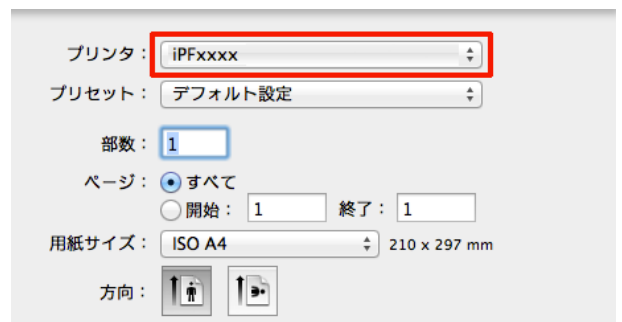 プリンタ： iPFxxxx
プリセット： デフォルト設定
部数： 1
ページ： すべて
開始： 1 終了： 1
用紙サイズ： ISO A4 210 x 297 mm
方向：